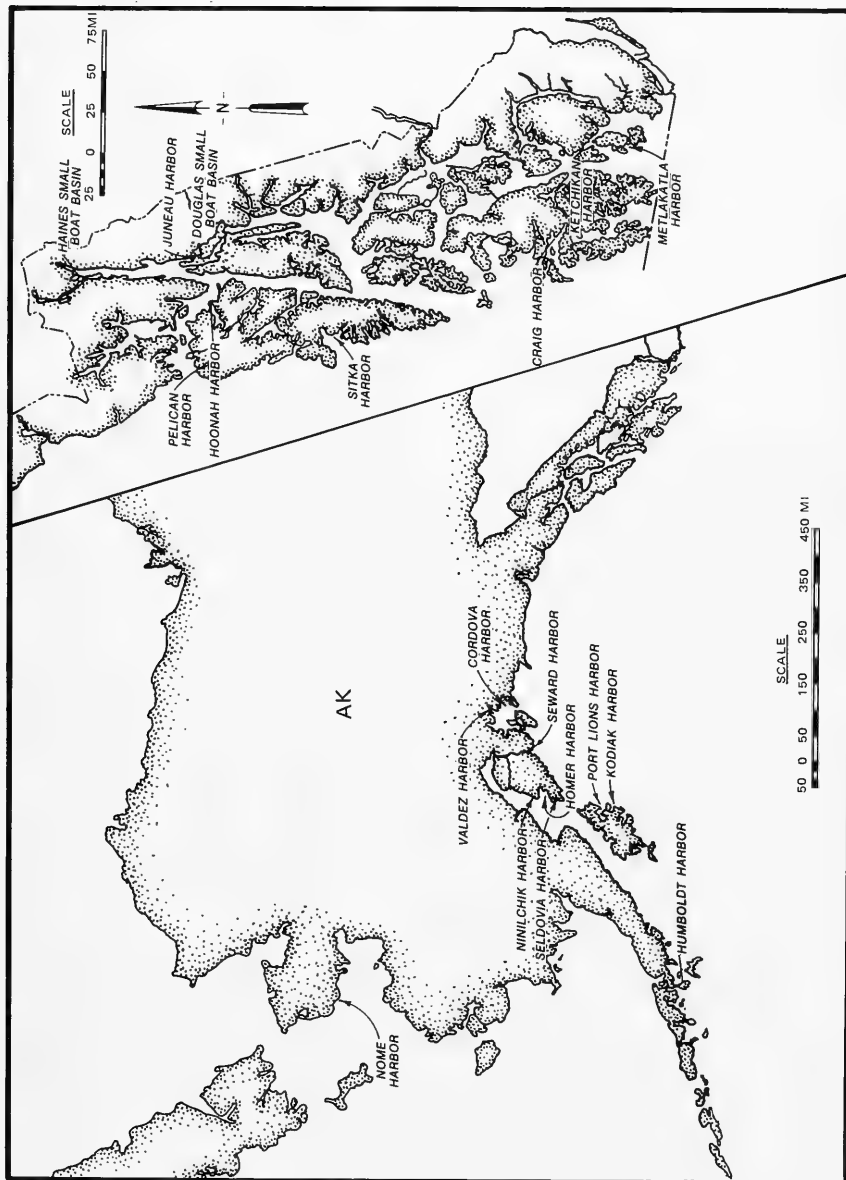 HAINES SMALL
BOAT BASIN
JUNEAU HARBOR
DOUGLAS SMALL
BOAT BASIN
SCALE
25 0 25 50 75MI
- N -
PELICAN
HARBOR
HOONAH HARBOR
SITKA
HARBOR
CRAIG HARBOR
KETCHIKAN
HARBOR
METLAKATLA
HARBOR
AK
NOME
HARBOR
VALDEZ HARBOR
CORDOVA
HARBOR
SEWARD HARBOR
NINILCHIK HARBOR
SELDOVIA HARBOR
HOMER HARBOR
PORT LIONS HARBOR
KODIAK HARBOR
HUMBOLDT HARBOR
SCALE
50 0 50 150 250 350 450 MI